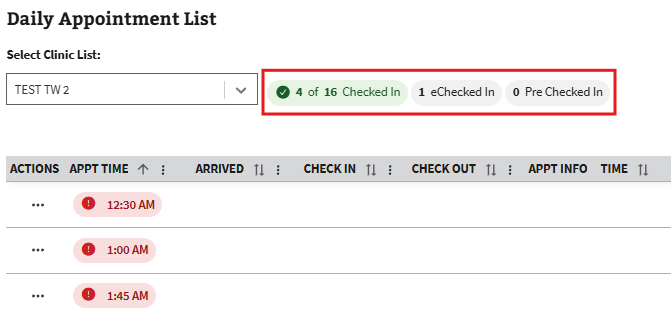 Daily Appointment List
Select Clinic List:
TEST TW 2
4 of 16 Checked In 1 eChecked In 0 Pre Checked In
ACTIONS APPT TIME ARRIVED CHECK IN CHECK OUT APPT INFO TIME
12:30 AM
1:00 AM
1:45 AM